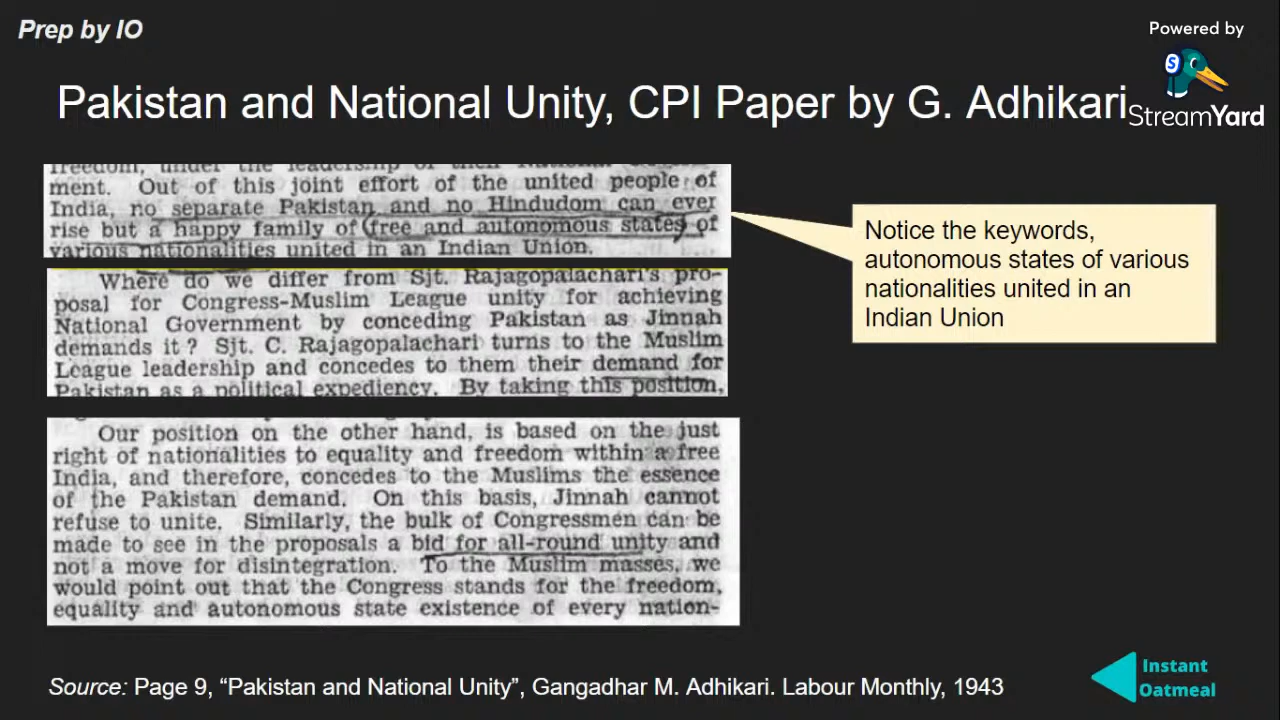 Prep by IO
Powered by
StreamYard
Pakistan and National Unity, CPI Paper by G. Adhikari
freedom, under the leadership of their National Govern-
ment. Out of this joint effort of the united people of
India, no separate Pakistan and no Hindudom can ever
rise but a happy family of free and autonomous states of
various nationalities united in an Indian Union.
Notice the keywords,
autonomous states of various
nationalities united in an
Indian Union
Where do we differ from Sjt. Rajagopalachari's pro-
posal for Congress-Muslim League unity for achieving
National Government by conceding Pakistan as Jinnah
demands it? Sjt. C. Rajagopalachari turns to the Muslim
League leadership and concedes to them their demand for
Pakistan as a political expediency. By taking this position,
Our position on the other hand, is based on the just
right of nationalities to equality and freedom within a free
India, and therefore, concedes to the Muslims the essence
of the Pakistan demand. On this basis, Jinnah cannot
refuse to unite. Similarly, the bulk of Congressmen can be
made to see in the proposals a bid for all-round unity and
not a move for disintegration. To the Muslim masses, we
would point out that the Congress stands for the freedom,
equality and autonomous state existence of every nation-
Source: Page 9, “Pakistan and National Unity”, Gangadhar M. Adhikari. Labour Monthly, 1943
Instant
Oatmeal